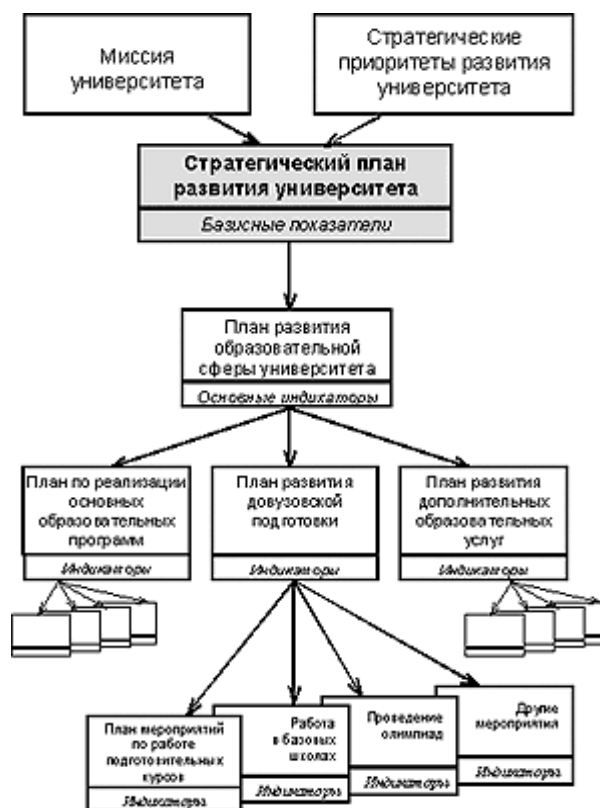 Миссия
университета
Стратегические
приоритеты развития
университета
Стратегический план
развития университета
Базисные показатели
План развития
образовательной
сферы университета
Основные индикаторы
План по реализации
основных
образовательных
программ
Индикаторы
План развития
довузовской
подготовки
Индикаторы
План развития
дополнительных
образовательных
услуг
Индикаторы
План мероприятий
по работе
подготовительных
курсов
Индикаторы
Работа
в базовых
школах
Индикаторы
Проведение
олимпиад
Индикаторы
Другие
мероприятия
Индикаторы